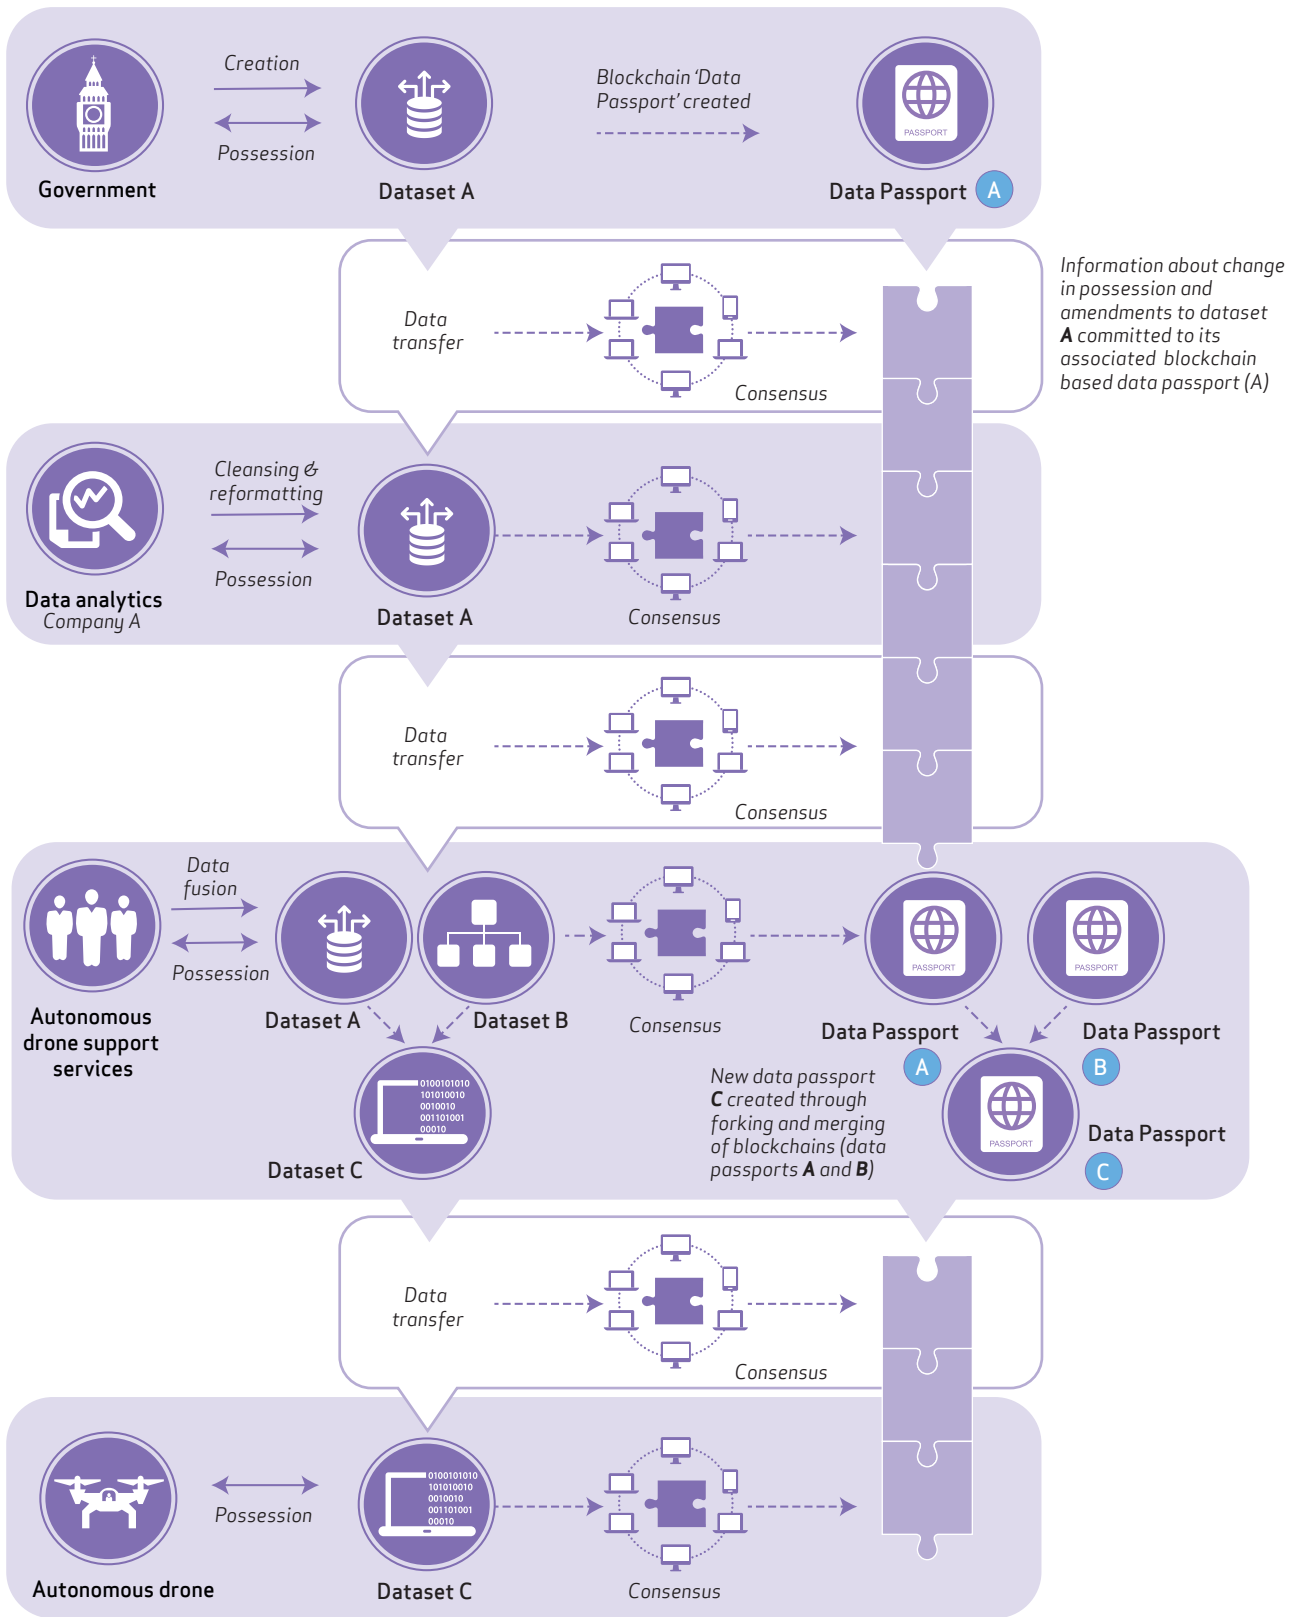 Creation
Possession
Government
Dataset A
Blockchain ‘Data
Passport’ created
PASSPORT
Data Passport
A
Data
transfer
Consensus
Information about change
in possession and
amendments to dataset
A committed to its
associated blockchain
based data passport (A)
Cleansing &
reformatting
Possession
Data analytics
Company A
Dataset A
Consensus
Data
transfer
Consensus
Data
fusion
Possession
Autonomous
drone support
services
Dataset A
Dataset B
Consensus
PASSPORT
PASSPORT
Data Passport
A
Data Passport
B
0100101010
101010010
0010010
001101001
00010
Dataset C
New data passport
C created through
forking and merging
of blockchains (data
passports A and B)
PASSPORT
Data Passport
C
Data
transfer
Consensus
Possession
Autonomous drone
0100101010
101010010
0010010
001101001
00010
Dataset C
Consensus